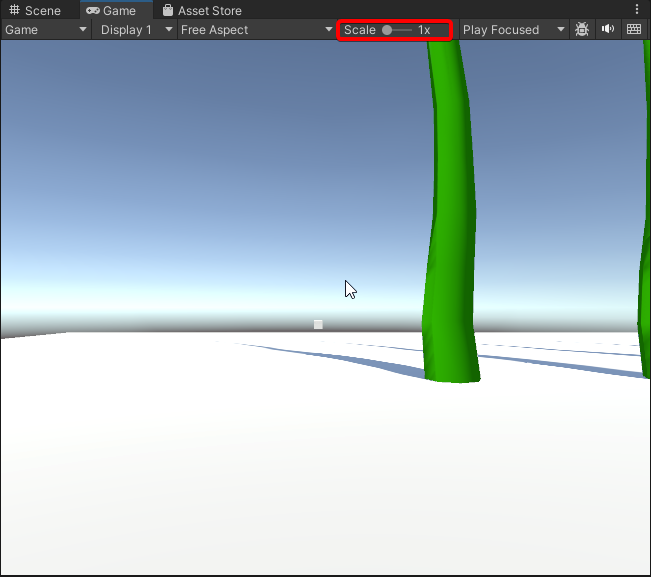 Scene Game Asset Store
Game Display 1 Free Aspect Scale 1x Play Focused